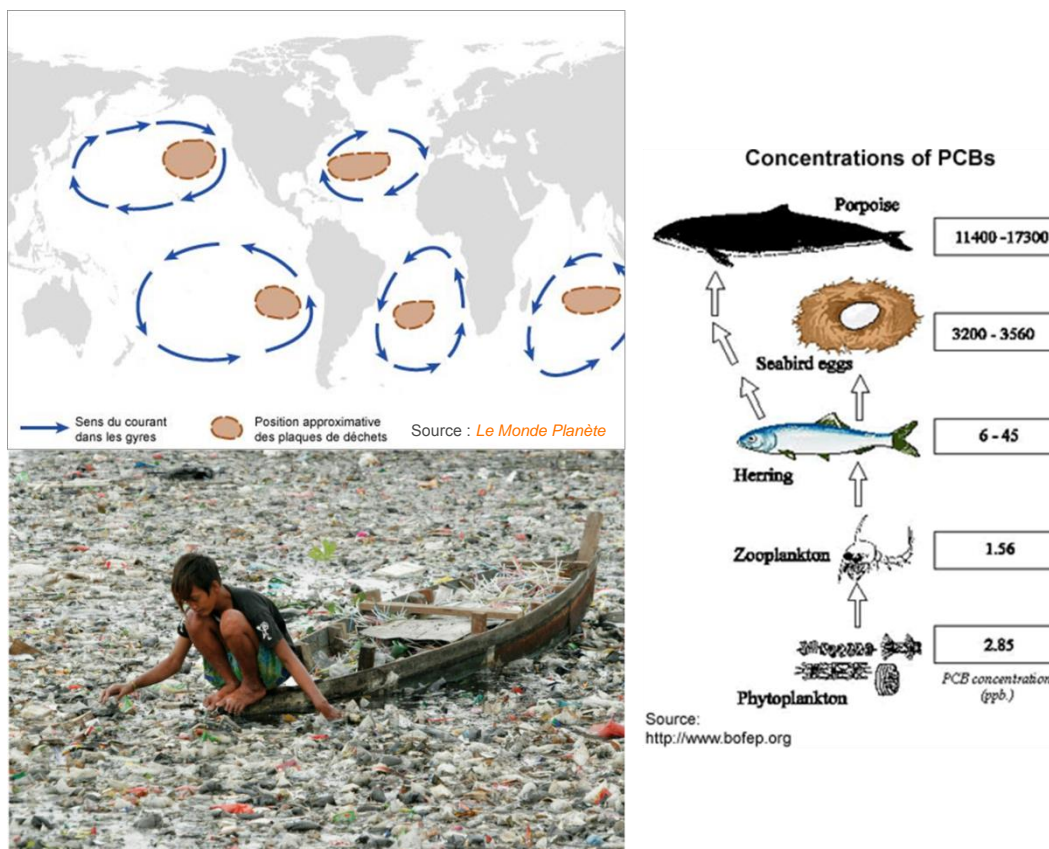 Sens du courant
dans les gyres
Position approximative
des plaques de déchets
Source : Le Monde Planète
Concentrations of PCBs
Porpoise
11400 -17300
Seabird eggs
3200 - 3560
Herring
6 - 45
Zooplankton
1.56
Phytoplankton
2.85
PCB concentration
(ppb.)
Source:
http://www.bofep.org